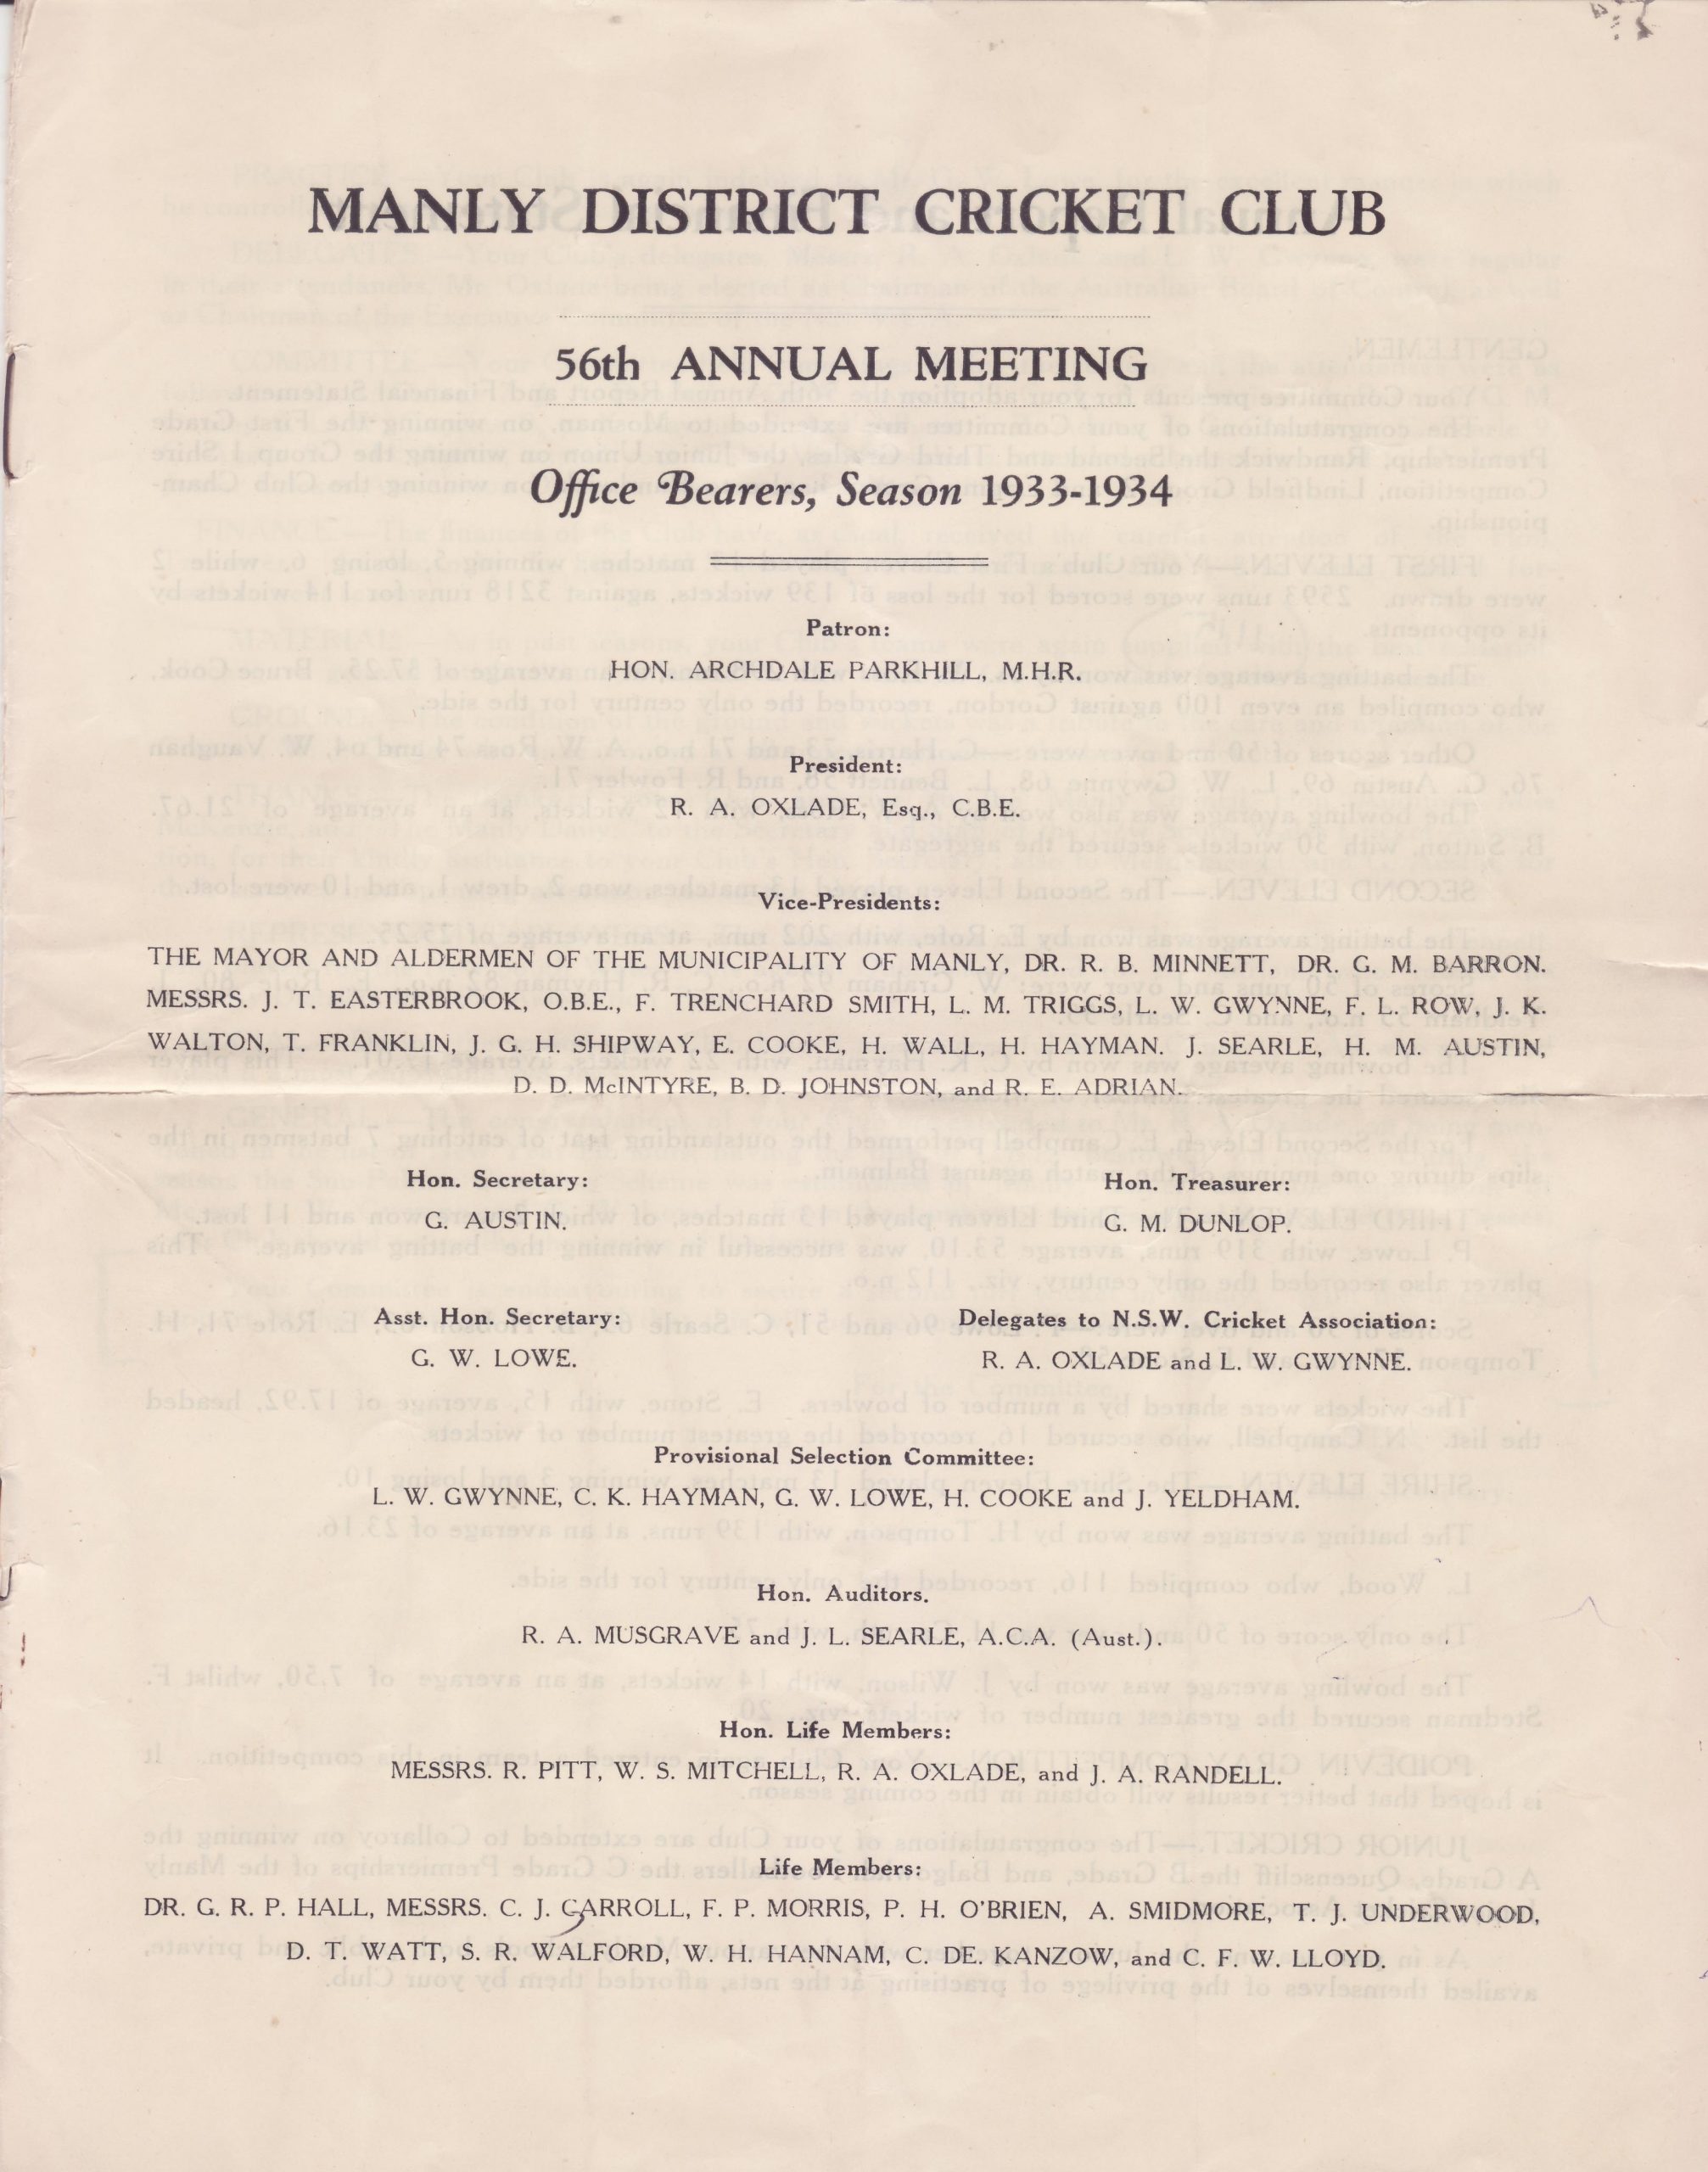 MANLY DISTRICT CRICKET CLUB
56th ANNUAL MEETING
Office Bearers, Season 1933-1934
Patron:
HON. ARCHDALE PARKHILL, M.H.R.
President:
R. A. OXLADE, Esq., C.B.E.
Vice-Presidents:
THE MAYOR AND ALDERMEN OF THE MUNICIPALITY OF MANLY, DR. R. B. MINNETT, DR. G. M. BARRON.
MESSRS. J. T. EASTERBROOK, O.B.E., F. TRENCHARD SMITH, L. M. TRIGGS, L. W. GWYNNE, F. L. ROW, J. K.
WALTON, T. FRANKLIN, J. G. H. SHIPWAY, E. COOKE, H. WALL, H. HAYMAN. J. SEARLE, H. M. AUSTIN,
D. D. McINTYRE, B. D. JOHNSTON, and R. E. ADRIAN.
Hon. Secretary:
G. AUSTIN.
Hon. Treasurer:
G. M. DUNLOP.
Asst. Hon. Secretary:
G. W. LOWE.
Delegates to N.S.W. Cricket Association:
R. A. OXLADE and L. W. GWYNNE.
Provisional Selection Committee:
L. W. GWYNNE, C. K. HAYMAN, G. W. LOWE, H. COOKE and J. YELDHAM.
Hon. Auditors.
R. A. MUSGRAVE and J. L. SEARLE, A.C.A. (Aust.).
Hon. Life Members:
MESSRS. R. PITT, W. S. MITCHELL, R. A. OXLADE, and J. A. RANDELL.
Life Members:
DR. G. R. P. HALL, MESSRS. C. J. CARROLL, F. P. MORRIS, P. H. O'BRIEN, A. SMIDMORE, T. J. UNDERWOOD,
D. T. WATT, S. R. WALFORD, W. H. HANNAM, C. DE. KANZOW, and C. F. W. LLOYD.